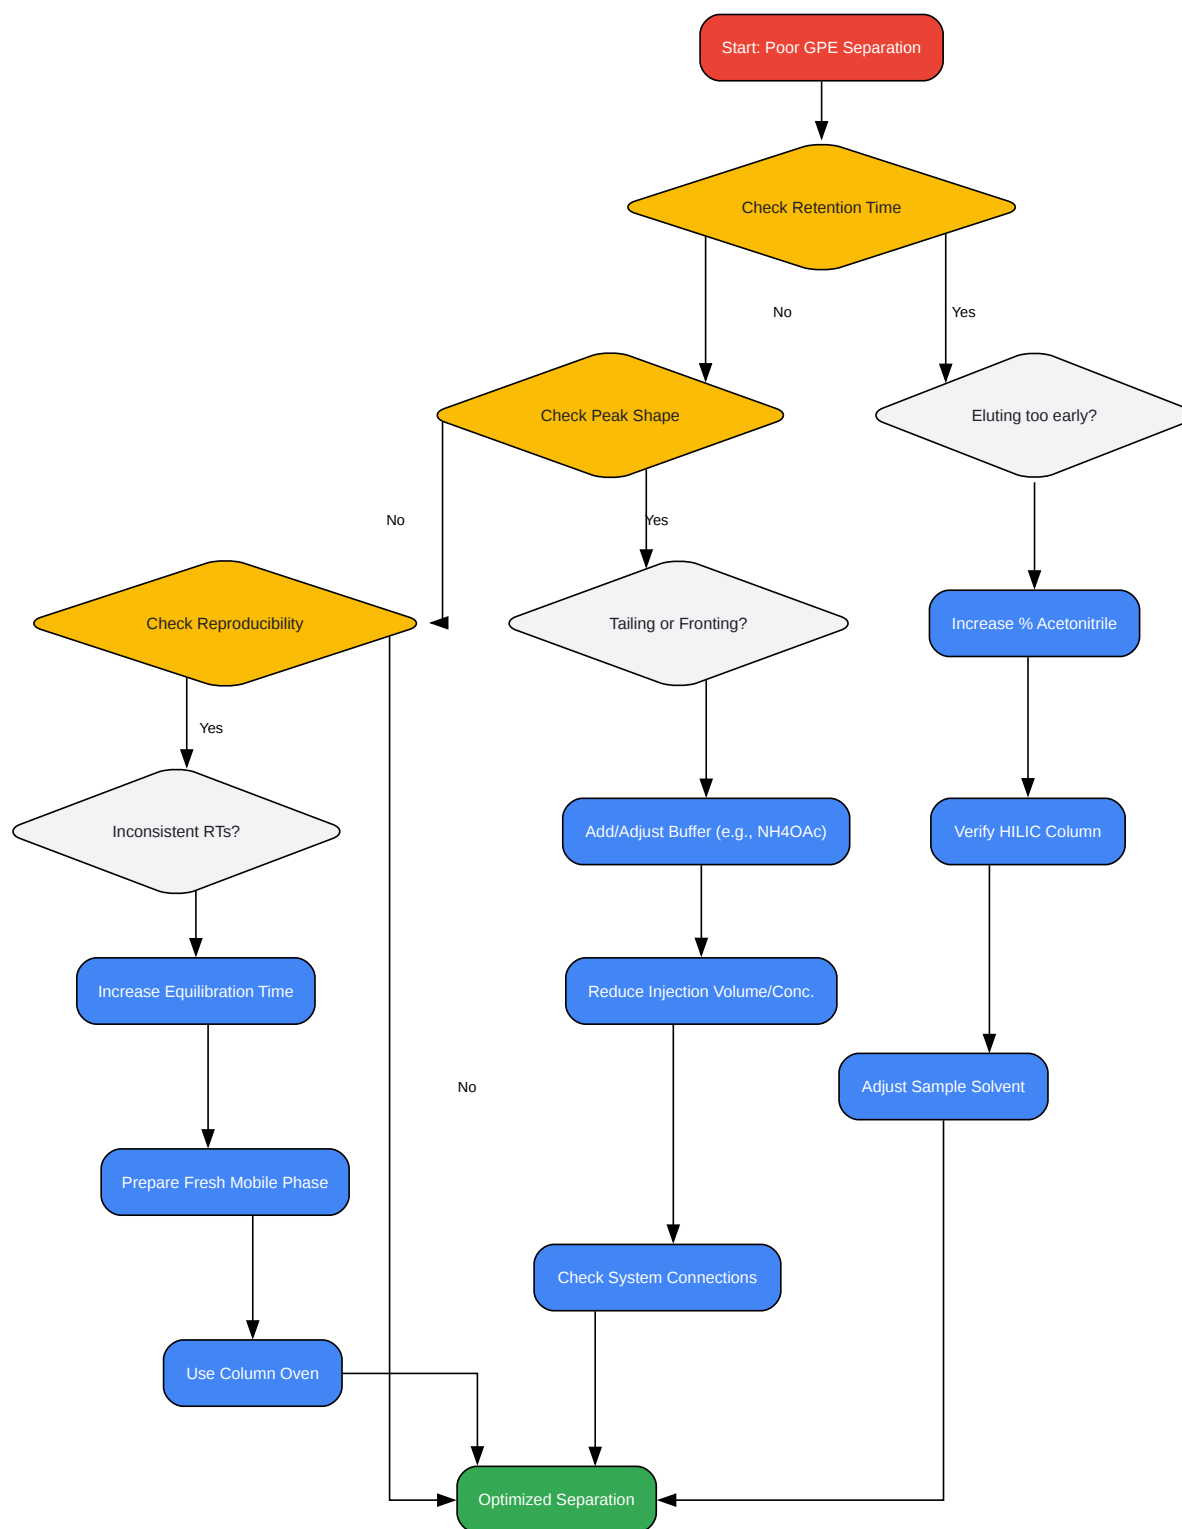 Start: Poor GPE Separation
Check Retention Time
No
Yes
Check Peak Shape
Eluting too early?
No
Yes
Check Reproducibility
Tailing or Fronting?
Increase % Acetonitrile
Yes
Inconsistent RTs?
Add/Adjust Buffer (e.g., NH4OAc)
Verify HILIC Column
Increase Equilibration Time
Reduce Injection Volume/Conc.
No
Adjust Sample Solvent
Prepare Fresh Mobile Phase
Check System Connections
Use Column Oven
Optimized Separation